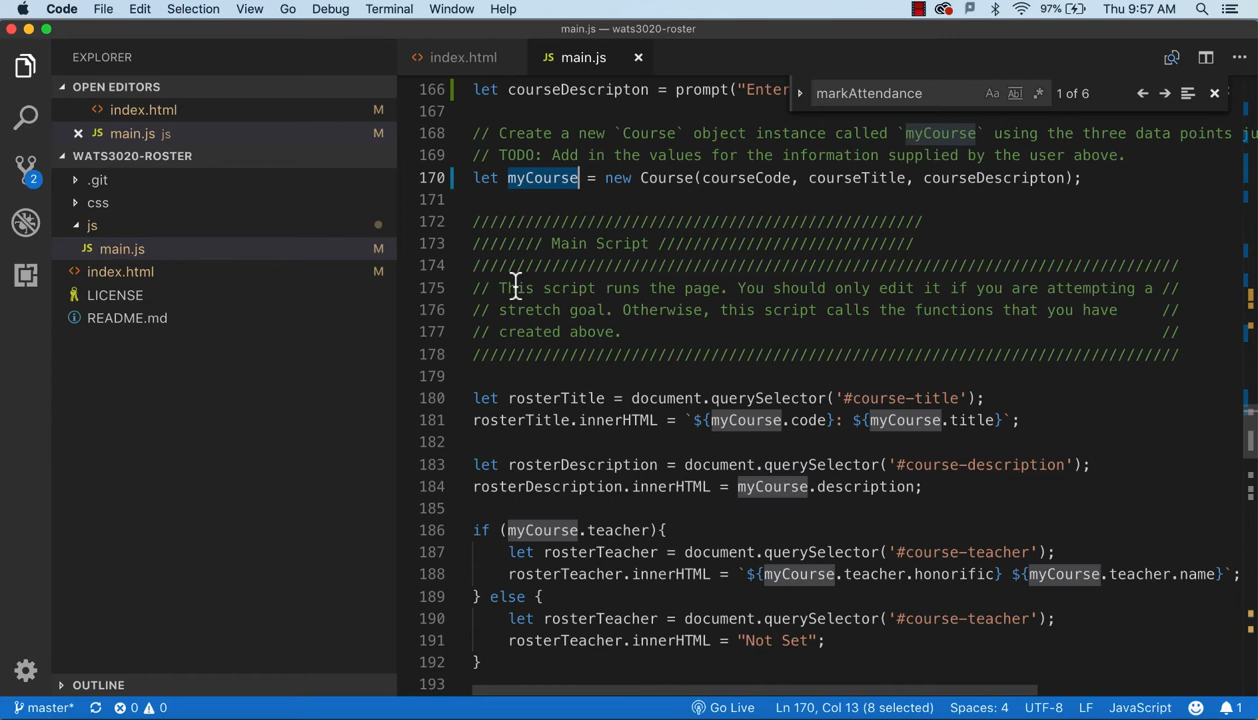 Code File Edit Selection View Go Debug Terminal Window Help 97% Thu 9:57 AM
main.js — wats3020-roster
EXPLORER
index.html
JS main.js
OPEN EDITORS
index.html M
main.js js M
WATS3020-ROSTER
.git
css
js
JS main.js M
index.html M
LICENSE
README.md
OUTLINE
2
markAttendance
Aa Abl .* 1 of 6
166 let courseDescripton = prompt("Enter
167
168 // Create a new `Course` object instance called `myCourse` using the three data points ju
169 // TODO: Add in the values for the information supplied by the user above.
170 let myCourse = new Course(courseCode, courseTitle, courseDescripton);
171
172 ///////////////////////////////////////////////////
173 //////// Main Script /////////////////////////////
174 ////////////////////////////////////////////////////////////////////////////////
175 // This script runs the page. You should only edit it if you are attempting a //
176 // stretch goal. Otherwise, this script calls the functions that you have //
177 // created above. //
178 ////////////////////////////////////////////////////////////////////////////////
179
180 let rosterTitle = document.querySelector('#course-title');
181 rosterTitle.innerHTML = `${myCourse.code}: ${myCourse.title}`;
182
183 let rosterDescription = document.querySelector('#course-description');
184 rosterDescription.innerHTML = myCourse.description;
185
186 if (myCourse.teacher){
187 let rosterTeacher = document.querySelector('#course-teacher');
188 rosterTeacher.innerHTML = `${myCourse.teacher.honorific} ${myCourse.teacher.name}`;
189 } else {
190 let rosterTeacher = document.querySelector('#course-teacher');
191 rosterTeacher.innerHTML = "Not Set";
192 }
193
master* 0 0 Go Live Ln 170, Col 13 (8 selected) Spaces: 4 UTF-8 LF JavaScript 1